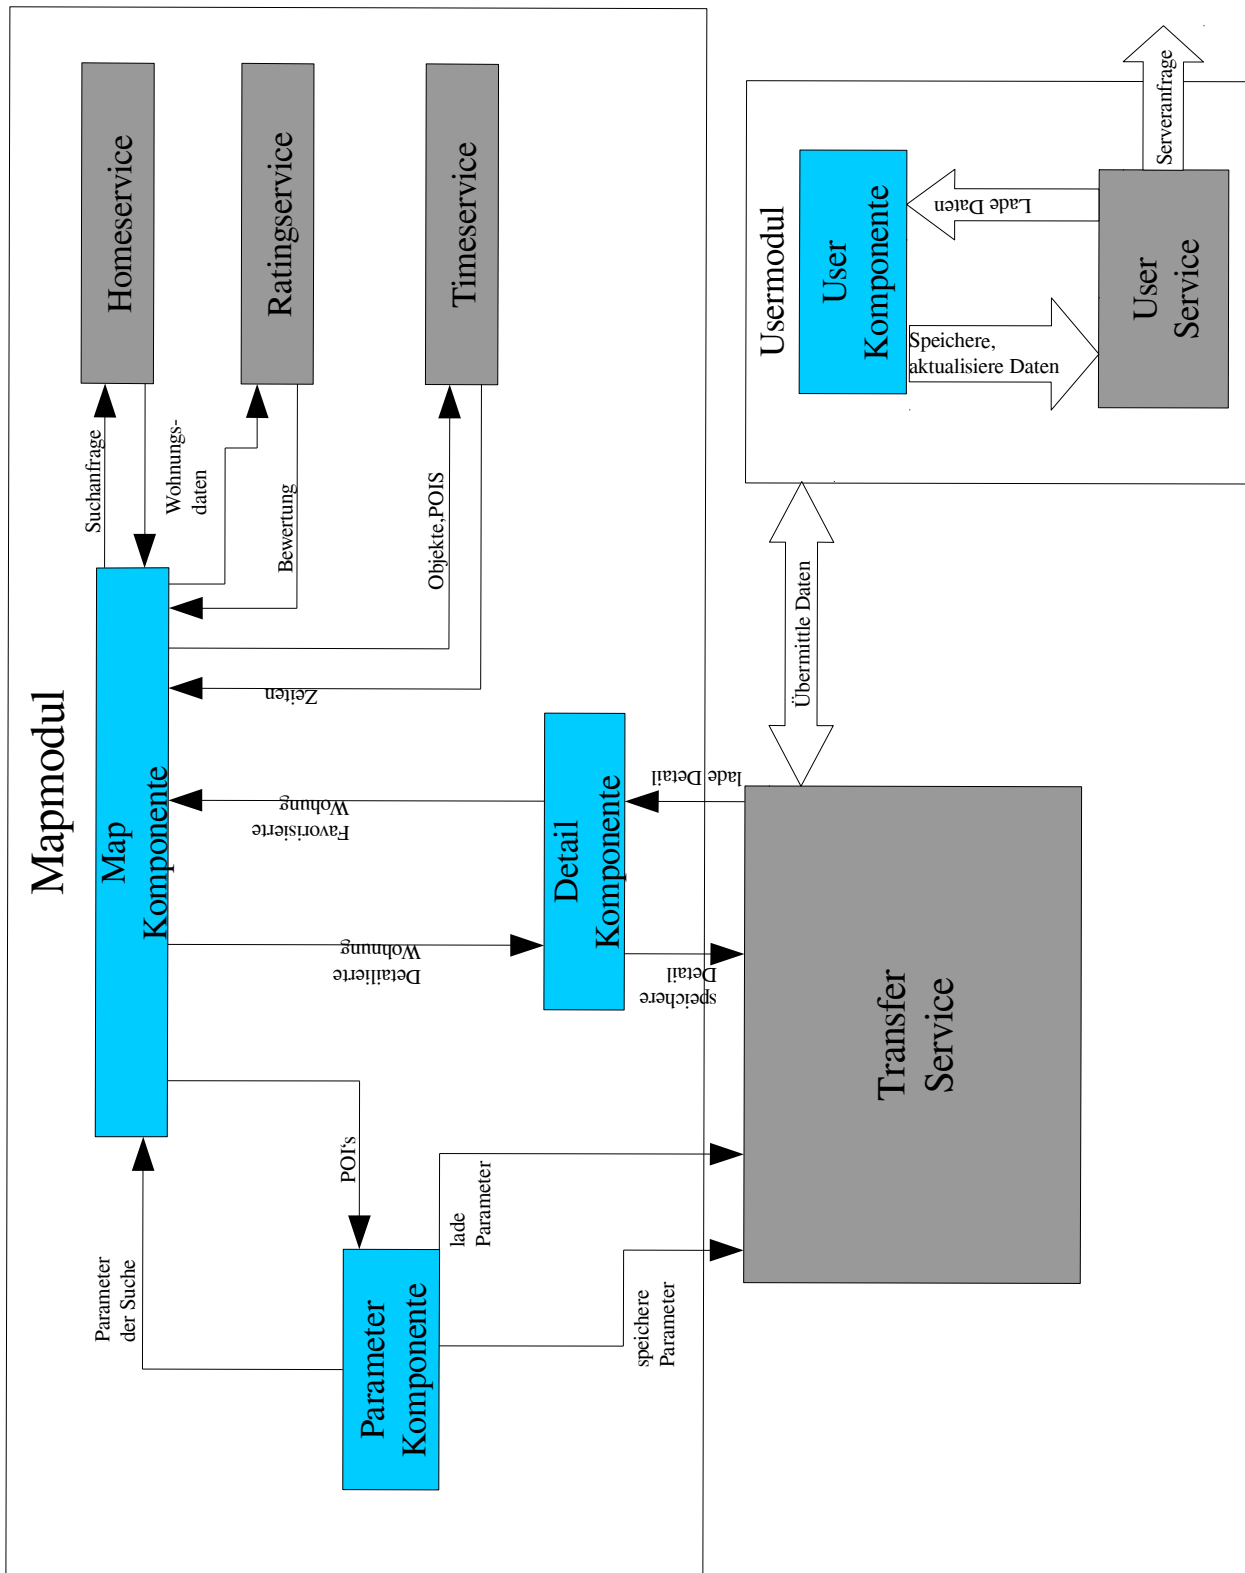 Mapmodul
Parameter
der Suche
Map
Komponente
Suchanfrage
Homeservice
Wohnungs-
daten
Ratingservice
Bewertung
POI's
Detailierte
Wohnung
Favorisierte
Wohung
Zeiten
Objekte,POIS
Timeservice
Parameter
Komponente
lade
Parameter
Detail
Komponente
speichere
Parameter
speichere
Detail
lade Detail
Transfer
Service
Übermittle Daten
Usermodul
User
Komponente
Speichere,
aktualisiere Daten
Lade Daten
User
Service
Serveranfrage